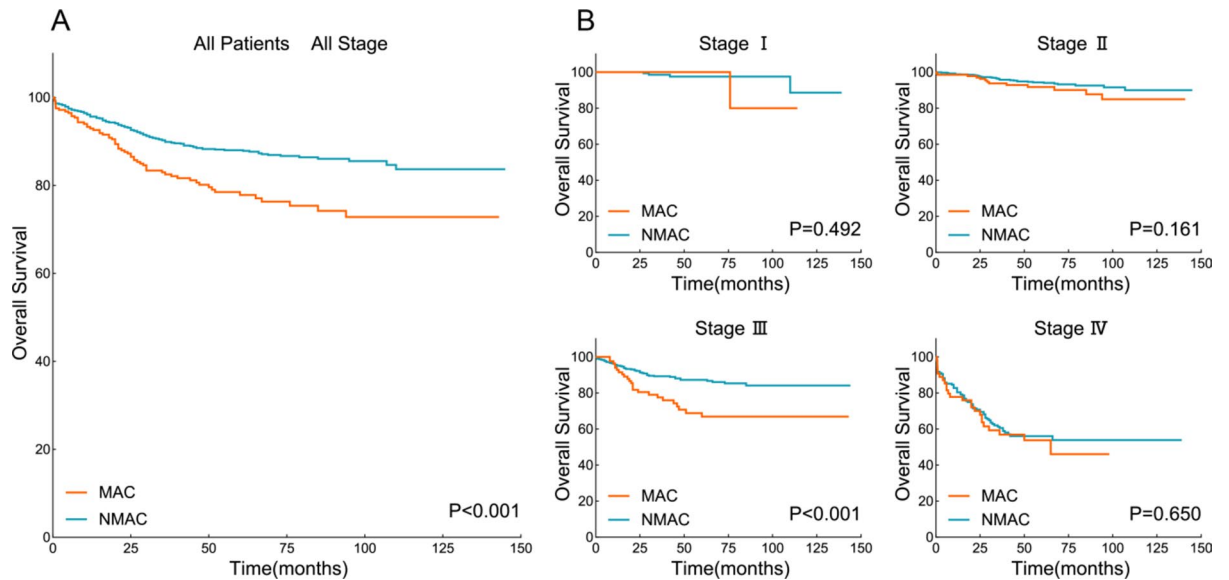 A
All Patients All Stage
Overall Survival
100
80
60
40
20
0
0 25 50 75 100 125 150
Time(months)
MAC
NMAC
P<0.001
B
Stage Ⅰ
Overall Survival
100
80
60
40
20
0
0 25 50 75 100 125 150
Time(months)
MAC
NMAC
P=0.492
Stage Ⅱ
Overall Survival
100
80
60
40
20
0
0 25 50 75 100 125 150
Time(months)
MAC
NMAC
P=0.161
Stage Ⅲ
Overall Survival
100
80
60
40
20
0
0 25 50 75 100 125 150
Time(months)
MAC
NMAC
P<0.001
Stage Ⅳ
Overall Survival
100
80
60
40
20
0
0 25 50 75 100 125 150
Time(months)
MAC
NMAC
P=0.650